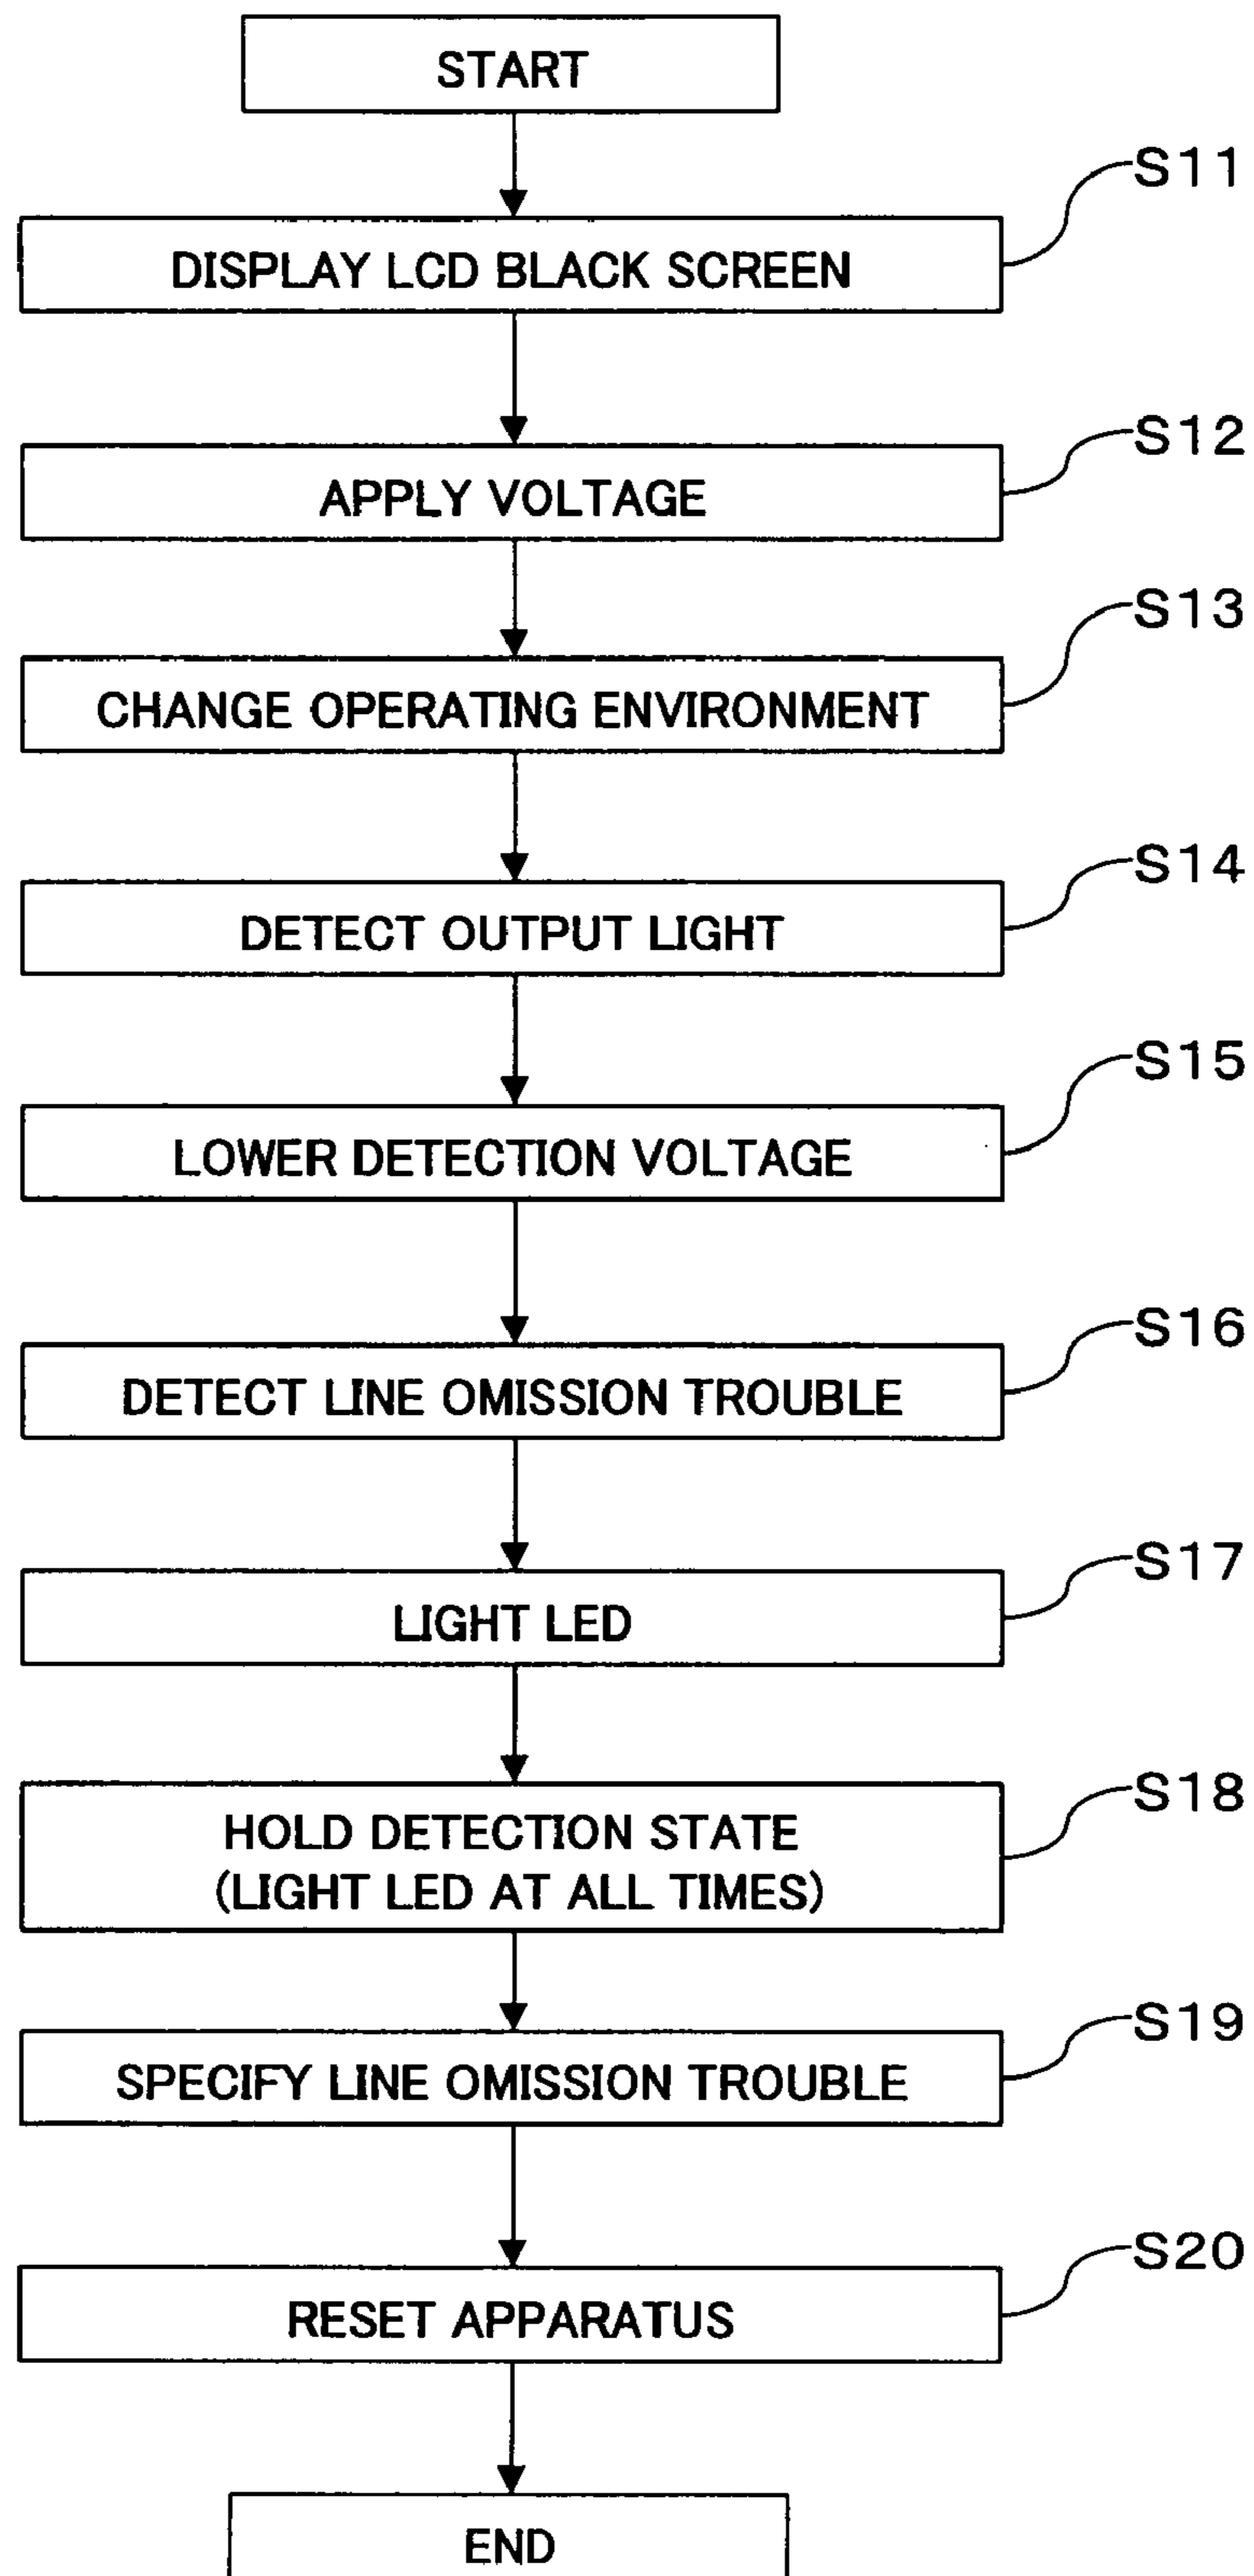 START
S11
DISPLAY LCD BLACK SCREEN
S12
APPLY VOLTAGE
S13
CHANGE OPERATING ENVIRONMENT
S14
DETECT OUTPUT LIGHT
S15
LOWER DETECTION VOLTAGE
S16
DETECT LINE OMISSION TROUBLE
S17
LIGHT LED
S18
HOLD DETECTION STATE
(LIGHT LED AT ALL TIMES)
S19
SPECIFY LINE OMISSION TROUBLE
S20
RESET APPARATUS
END